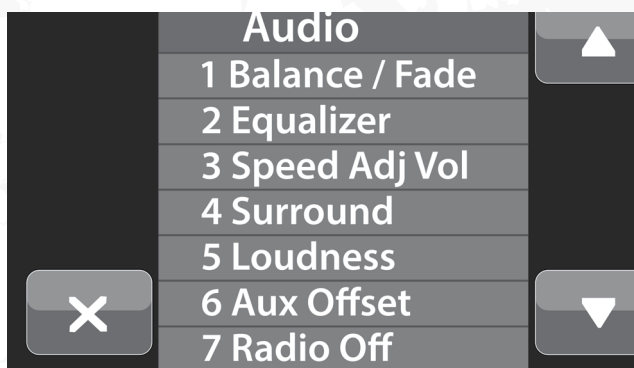 Audio
1 Balance / Fade
2 Equalizer
3 Speed Adj Vol
4 Surround
5 Loudness
6 Aux Offset
7 Radio Off